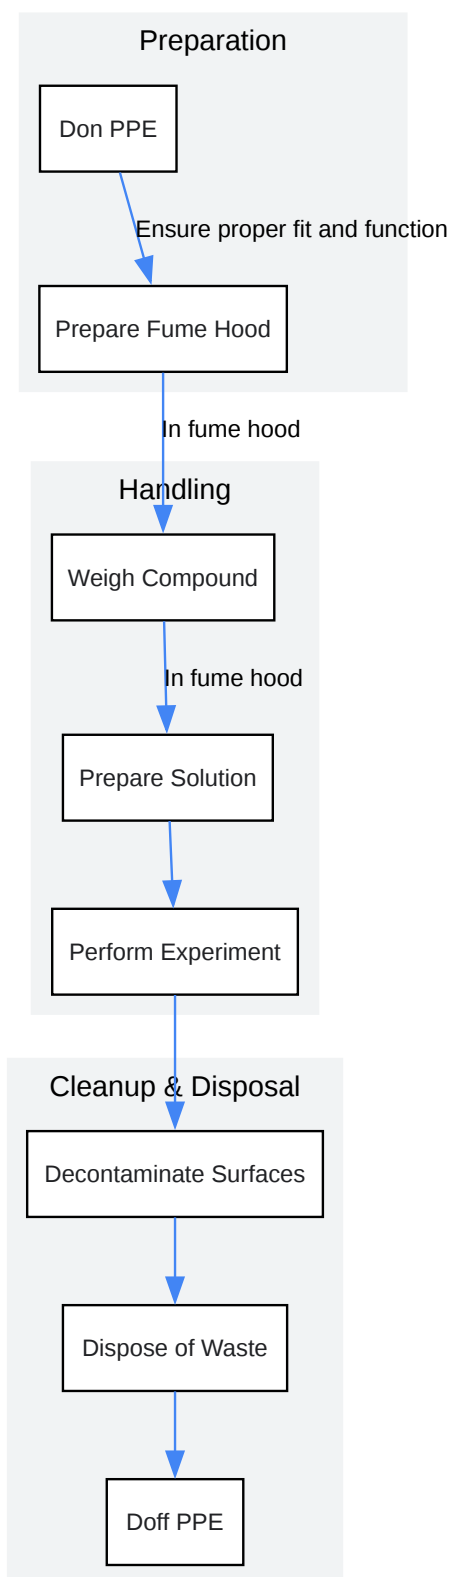 Preparation
Don PPE
Ensure proper fit and function
Prepare Fume Hood
In fume hood
Handling
Weigh Compound
In fume hood
Prepare Solution
Perform Experiment
Cleanup & Disposal
Decontaminate Surfaces
Dispose of Waste
Doff PPE